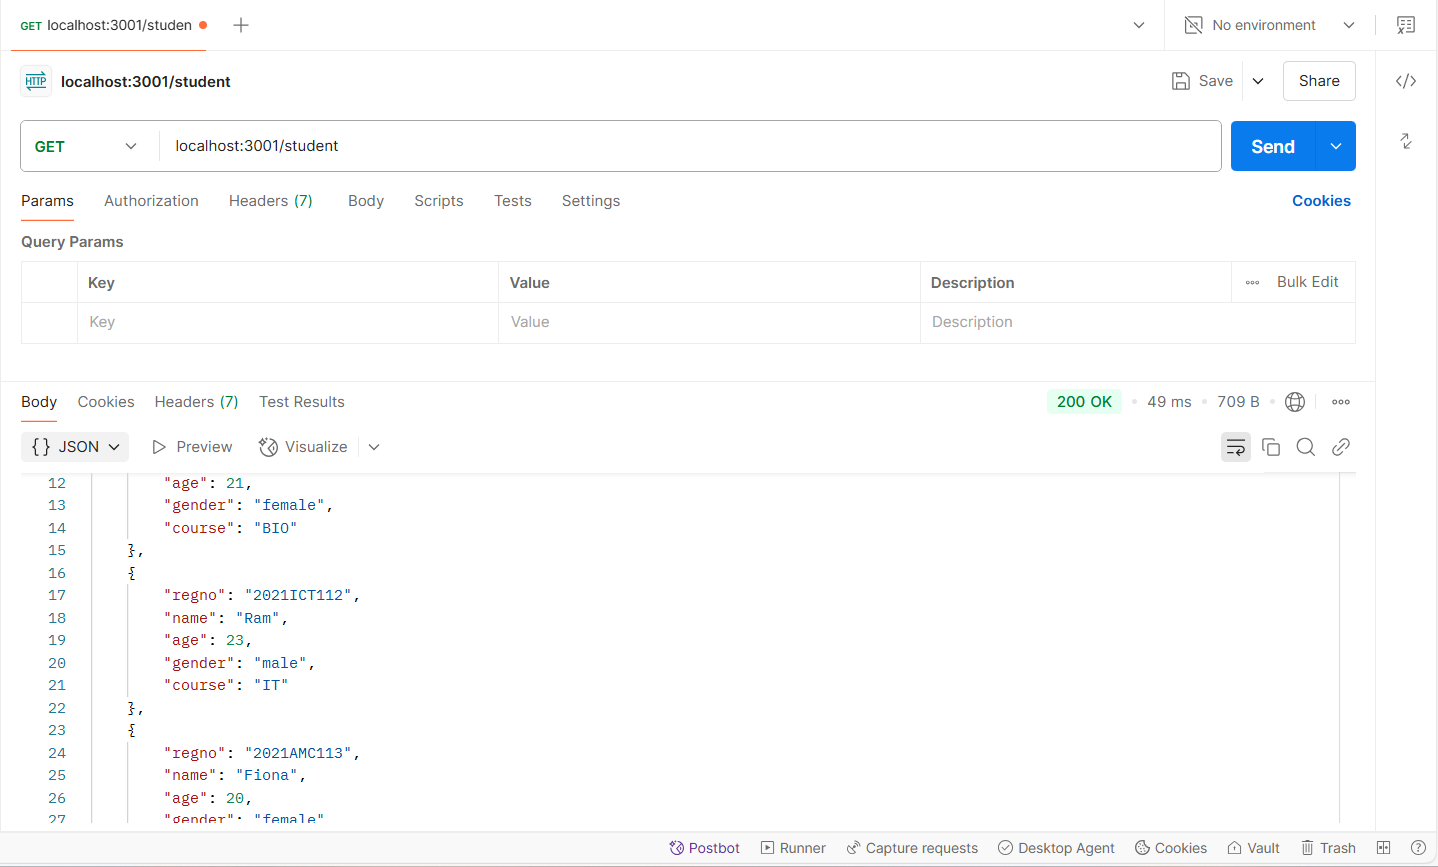 GET localhost:3001/studen
No environment
HTTP localhost:3001/student
Save
Share
GET localhost:3001/student
Send
Params Authorization Headers (7) Body Scripts Tests Settings Cookies
Query Params
Key Value Description Bulk Edit
Key Value Description
Body Cookies Headers (7) Test Results 200 OK 49 ms 709 B
{} JSON Preview Visualize
12 "age": 21,
13 "gender": "female",
14 "course": "BIO"
15 },
16 {
17 "regno": "2021ICT112",
18 "name": "Ram",
19 "age": 23,
20 "gender": "male",
21 "course": "IT"
22 },
23 {
24 "regno": "2021AMC113",
25 "name": "Fiona",
26 "age": 20,
27 "gender": "female"
Postbot Runner Capture requests Desktop Agent Cookies Vault Trash